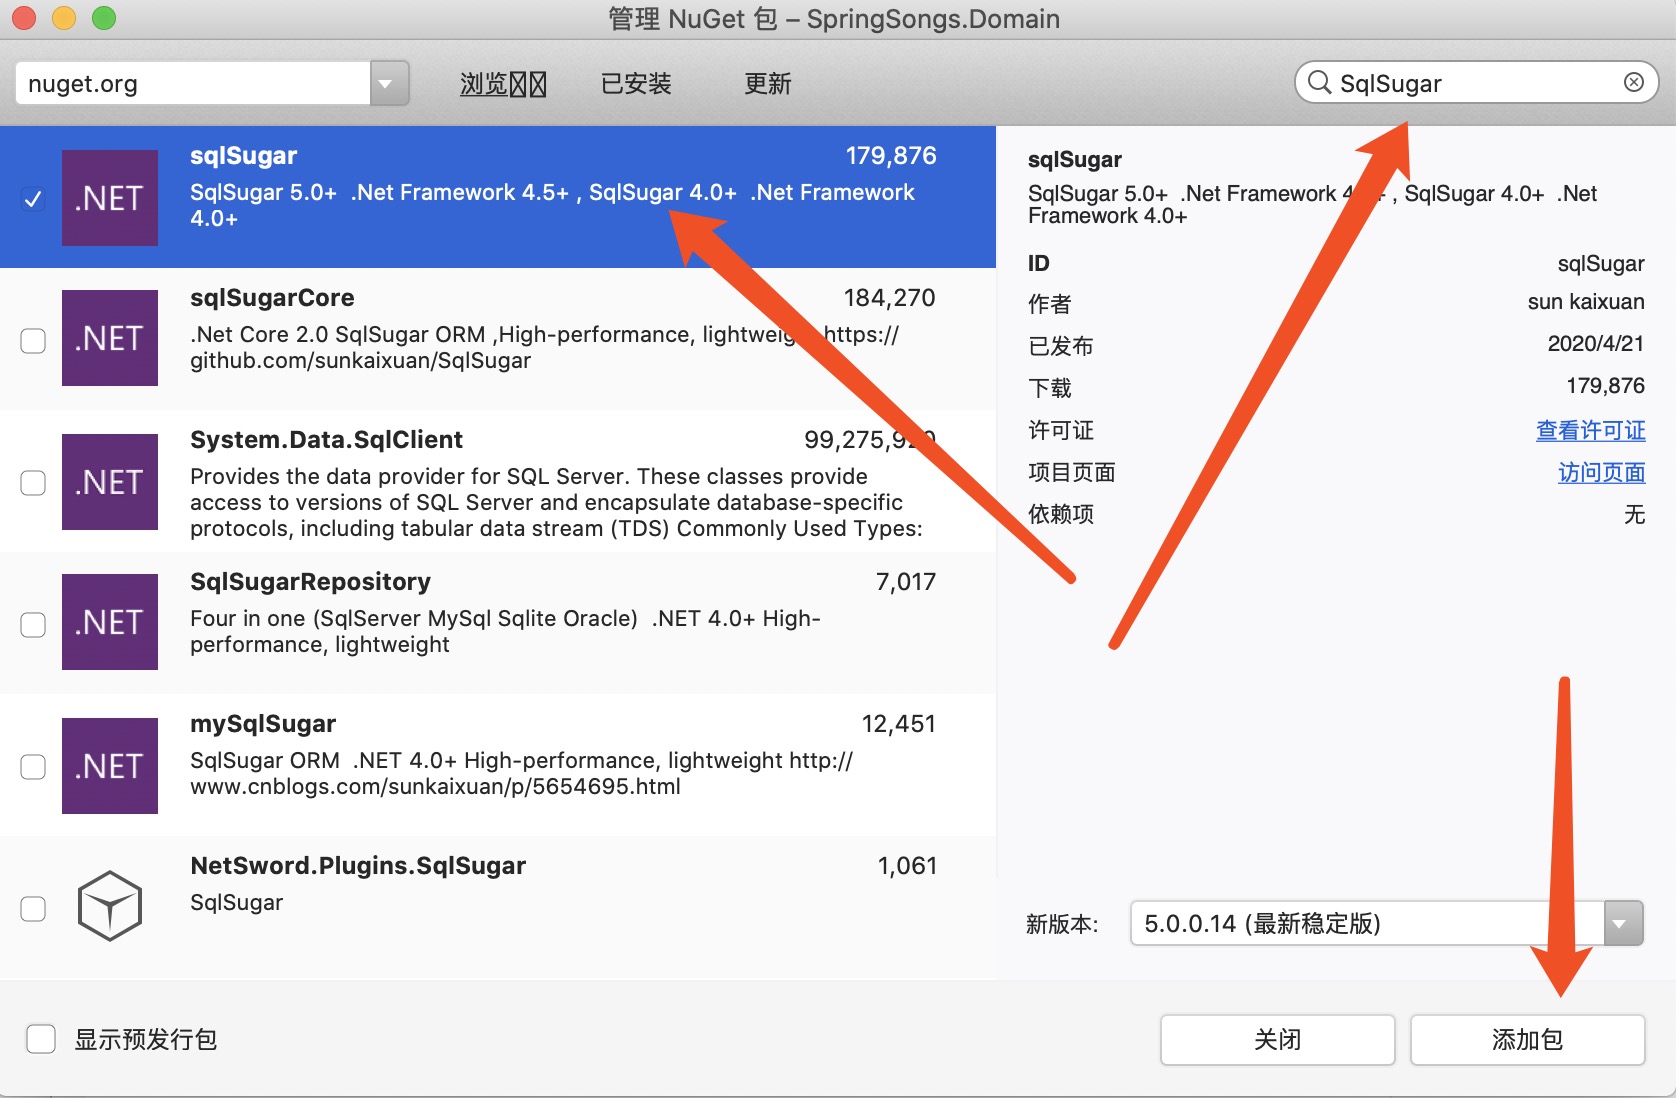 管理 NuGet 包 – SpringSongs.Domain
nuget.org
浏览
已安装
更新
SqlSugar
.NET
sqlSugar
179,876
SqlSugar 5.0+  .Net Framework 4.5+ , SqlSugar 4.0+  .Net Framework
4.0+
.NET
sqlSugarCore
184,270
.Net Core 2.0 SqlSugar ORM ,High-performance, lightweight https://
github.com/sunkaixuan/SqlSugar
.NET
System.Data.SqlClient
Provides the data provider for SQL Server. These classes provide
access to versions of SQL Server and encapsulate database-specific
protocols, including tabular data stream (TDS) Commonly Used Types:
.NET
SqlSugarRepository
7,017
Four in one (SqlServer MySql Sqlite Oracle)  .NET 4.0+ High-
performance, lightweight
.NET
mySqlSugar
12,451
SqlSugar ORM  .NET 4.0+ High-performance, lightweight http://
www.cnblogs.com/sunkaixuan/p/5654695.html
NetSword.Plugins.SqlSugar
1,061
SqlSugar
sqlSugar
SqlSugar 5.0+  .Net Framework 4.5+ , SqlSugar 4.0+  .Net
Framework 4.0+
ID
sqlSugar
作者
sun kaixuan
已发布
2020/4/21
下载
179,876
许可证
查看许可证
项目页面
访问页面
依赖项
无
新版本:
5.0.0.14 (最新稳定版)
显示预发行包
关闭
添加包